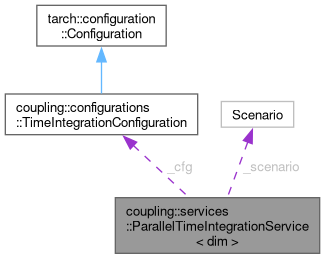 tarch::configuration
::Configuration
coupling::configurations
::TimeIntegrationConfiguration
Scenario
_cfg
_scenario
coupling::services
::ParallelTimeIntegrationService
< dim >